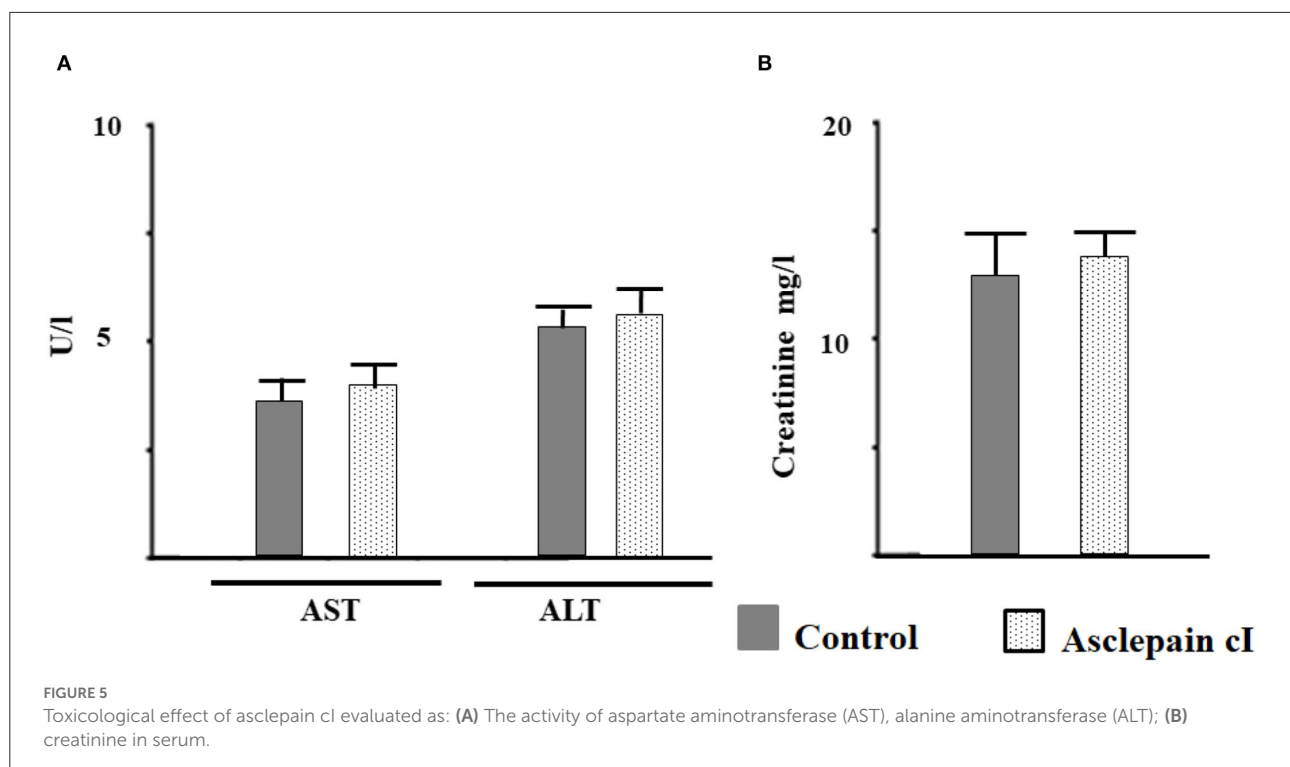 A
B
10
5
U/l
AST
ALT
20
10
Creatinine mg/l
Control
Asclepain cI
FIGURE 5
Toxicological effect of asclepain cI evaluated as: (A) The activity of aspartate aminotransferase (AST), alanine aminotransferase (ALT); (B)
creatinine in serum.